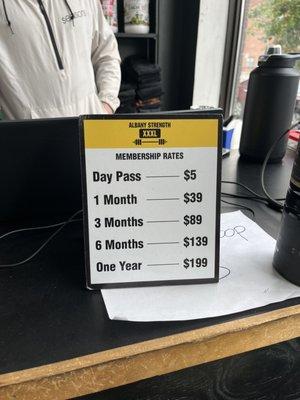 ALBANY STRENGTH
XXXL
MEMBERSHIP RATES
Day Pass $5
1 Month $39
3 Months $89
6 Months $139
One Year $199